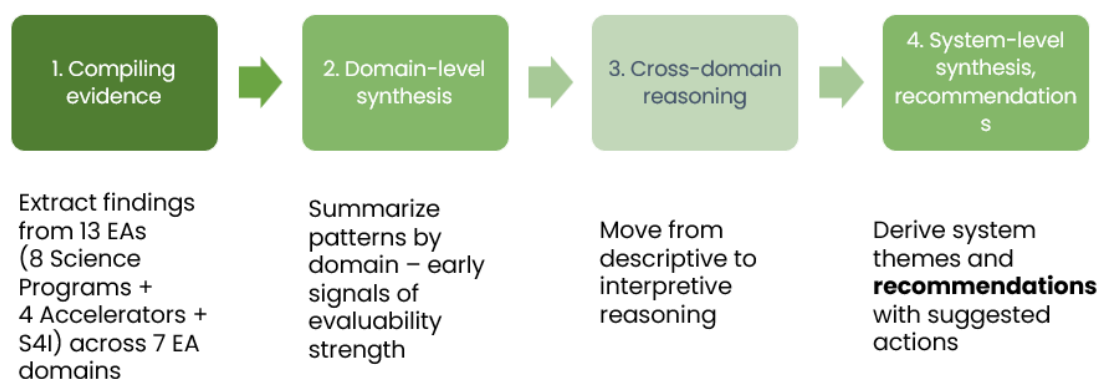 1. Compiling
evidence
2. Domain-level
synthesis
3. Cross-domain
reasoning
4. System-level
synthesis,
recommendation
s
Extract findings
from 13 EAs
(8 Science
Programs +
4 Accelerators +
S4I) across 7 EA
domains
Summarize
patterns by
domain – early
signals of
evaluability
strength
Move from
descriptive to
interpretive
reasoning
Derive system
themes and
recommendations
with suggested
actions